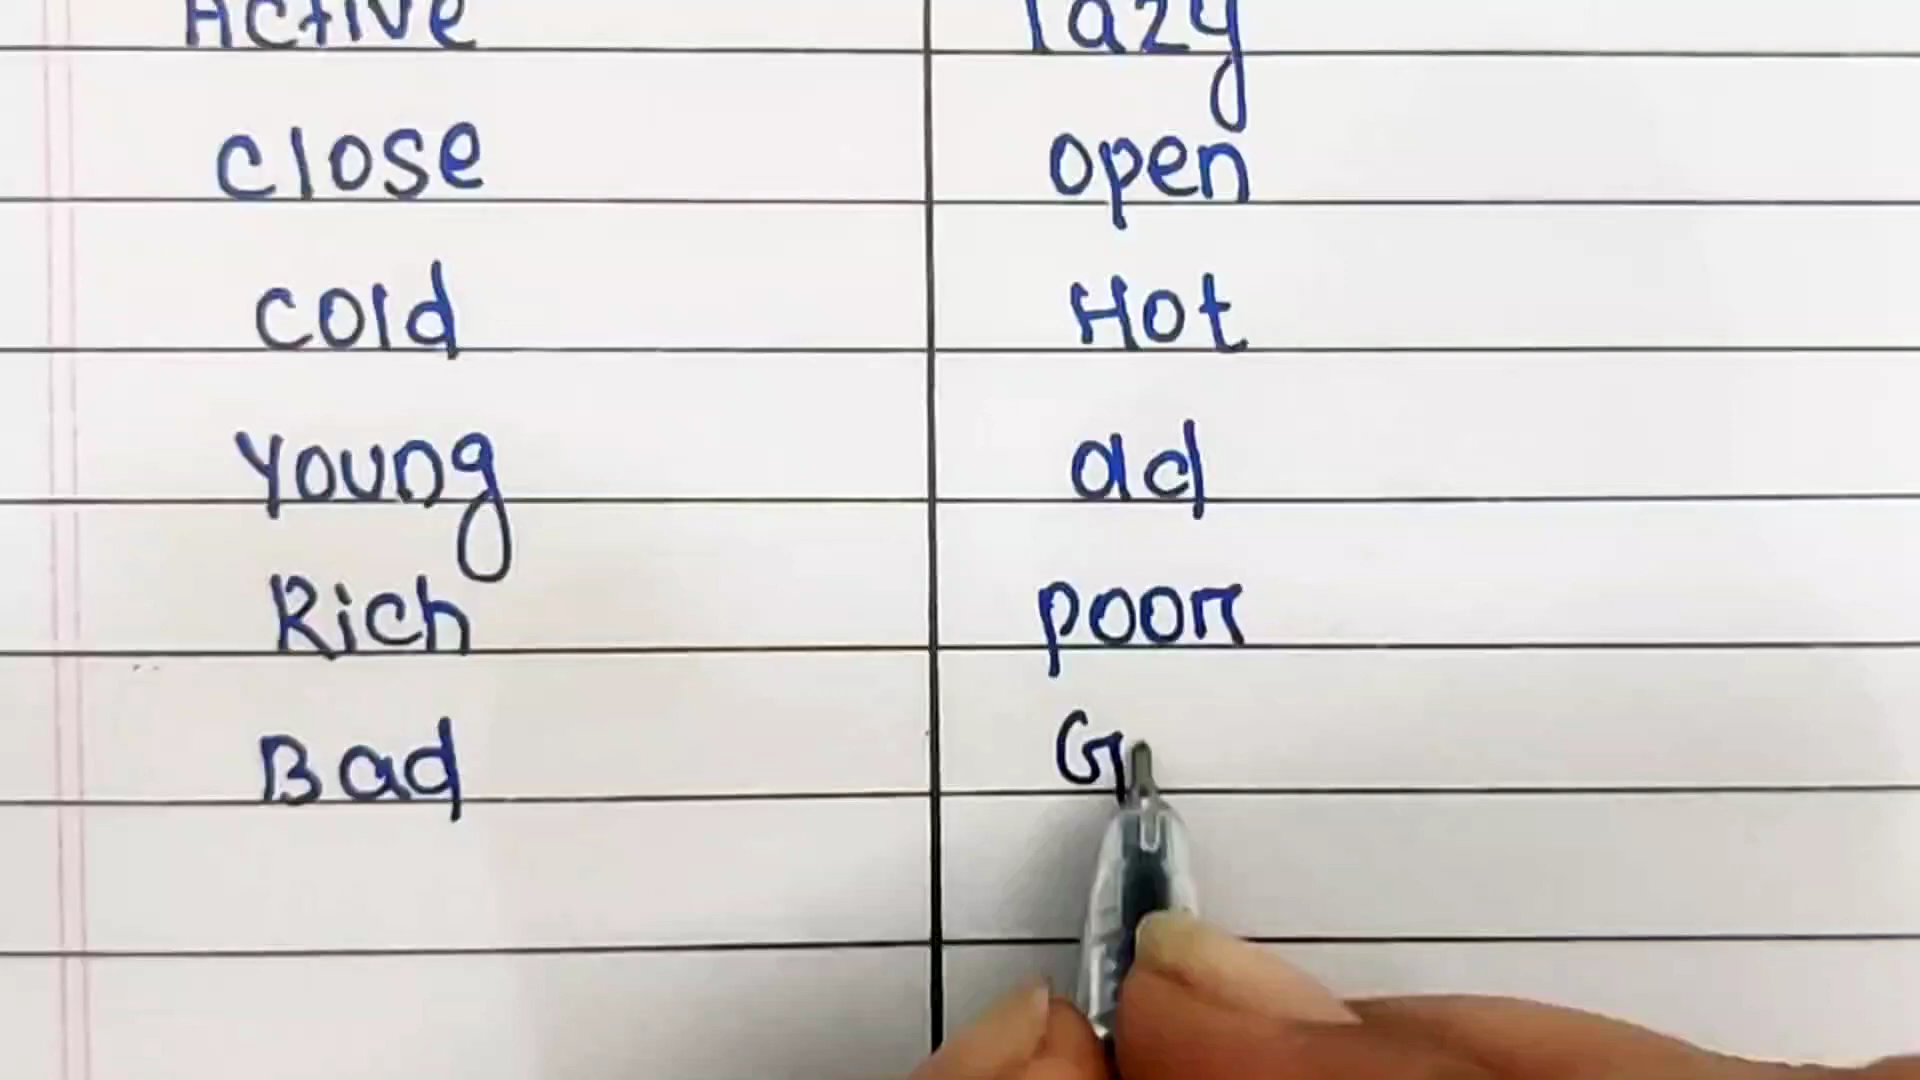 Active lazy
close open
cold Hot
Young old
Rich poor
Bad G